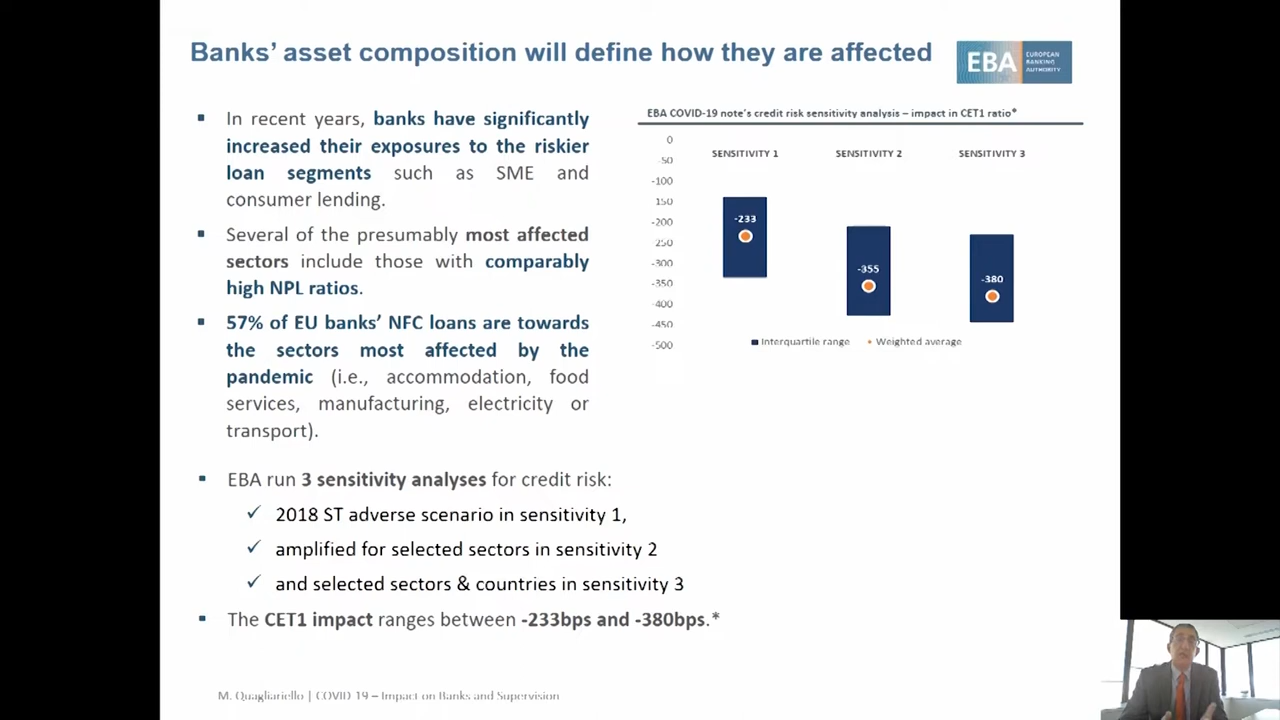 Banks' asset composition will define how they are affected
EBA
EUROPEAN
BANKING
AUTHORITY
▪ In recent years, banks have significantly
increased their exposures to the riskier
loan segments such as SME and
consumer lending.
▪ Several of the presumably most affected
sectors include those with comparably
high NPL ratios.
▪ 57% of EU banks' NFC loans are towards
the sectors most affected by the
pandemic (i.e., accommodation, food
services, manufacturing, electricity or
transport).
EBA COVID-19 note's credit risk sensitivity analysis – impact in CET1 ratio*
0
-50
-100
150
-200
250
-300
-350
-400
-450
-500
SENSITIVITY 1 SENSITIVITY 2 SENSITIVITY 3
-233
-355
-380
Interquartile range Weighted average
▪ EBA run 3 sensitivity analyses for credit risk:
✓ 2018 ST adverse scenario in sensitivity 1,
✓ amplified for selected sectors in sensitivity 2
✓ and selected sectors & countries in sensitivity 3
▪ The CET1 impact ranges between -233bps and -380bps.*
M. Quagliariello | COVID 19 – Impact on Banks and Supervision